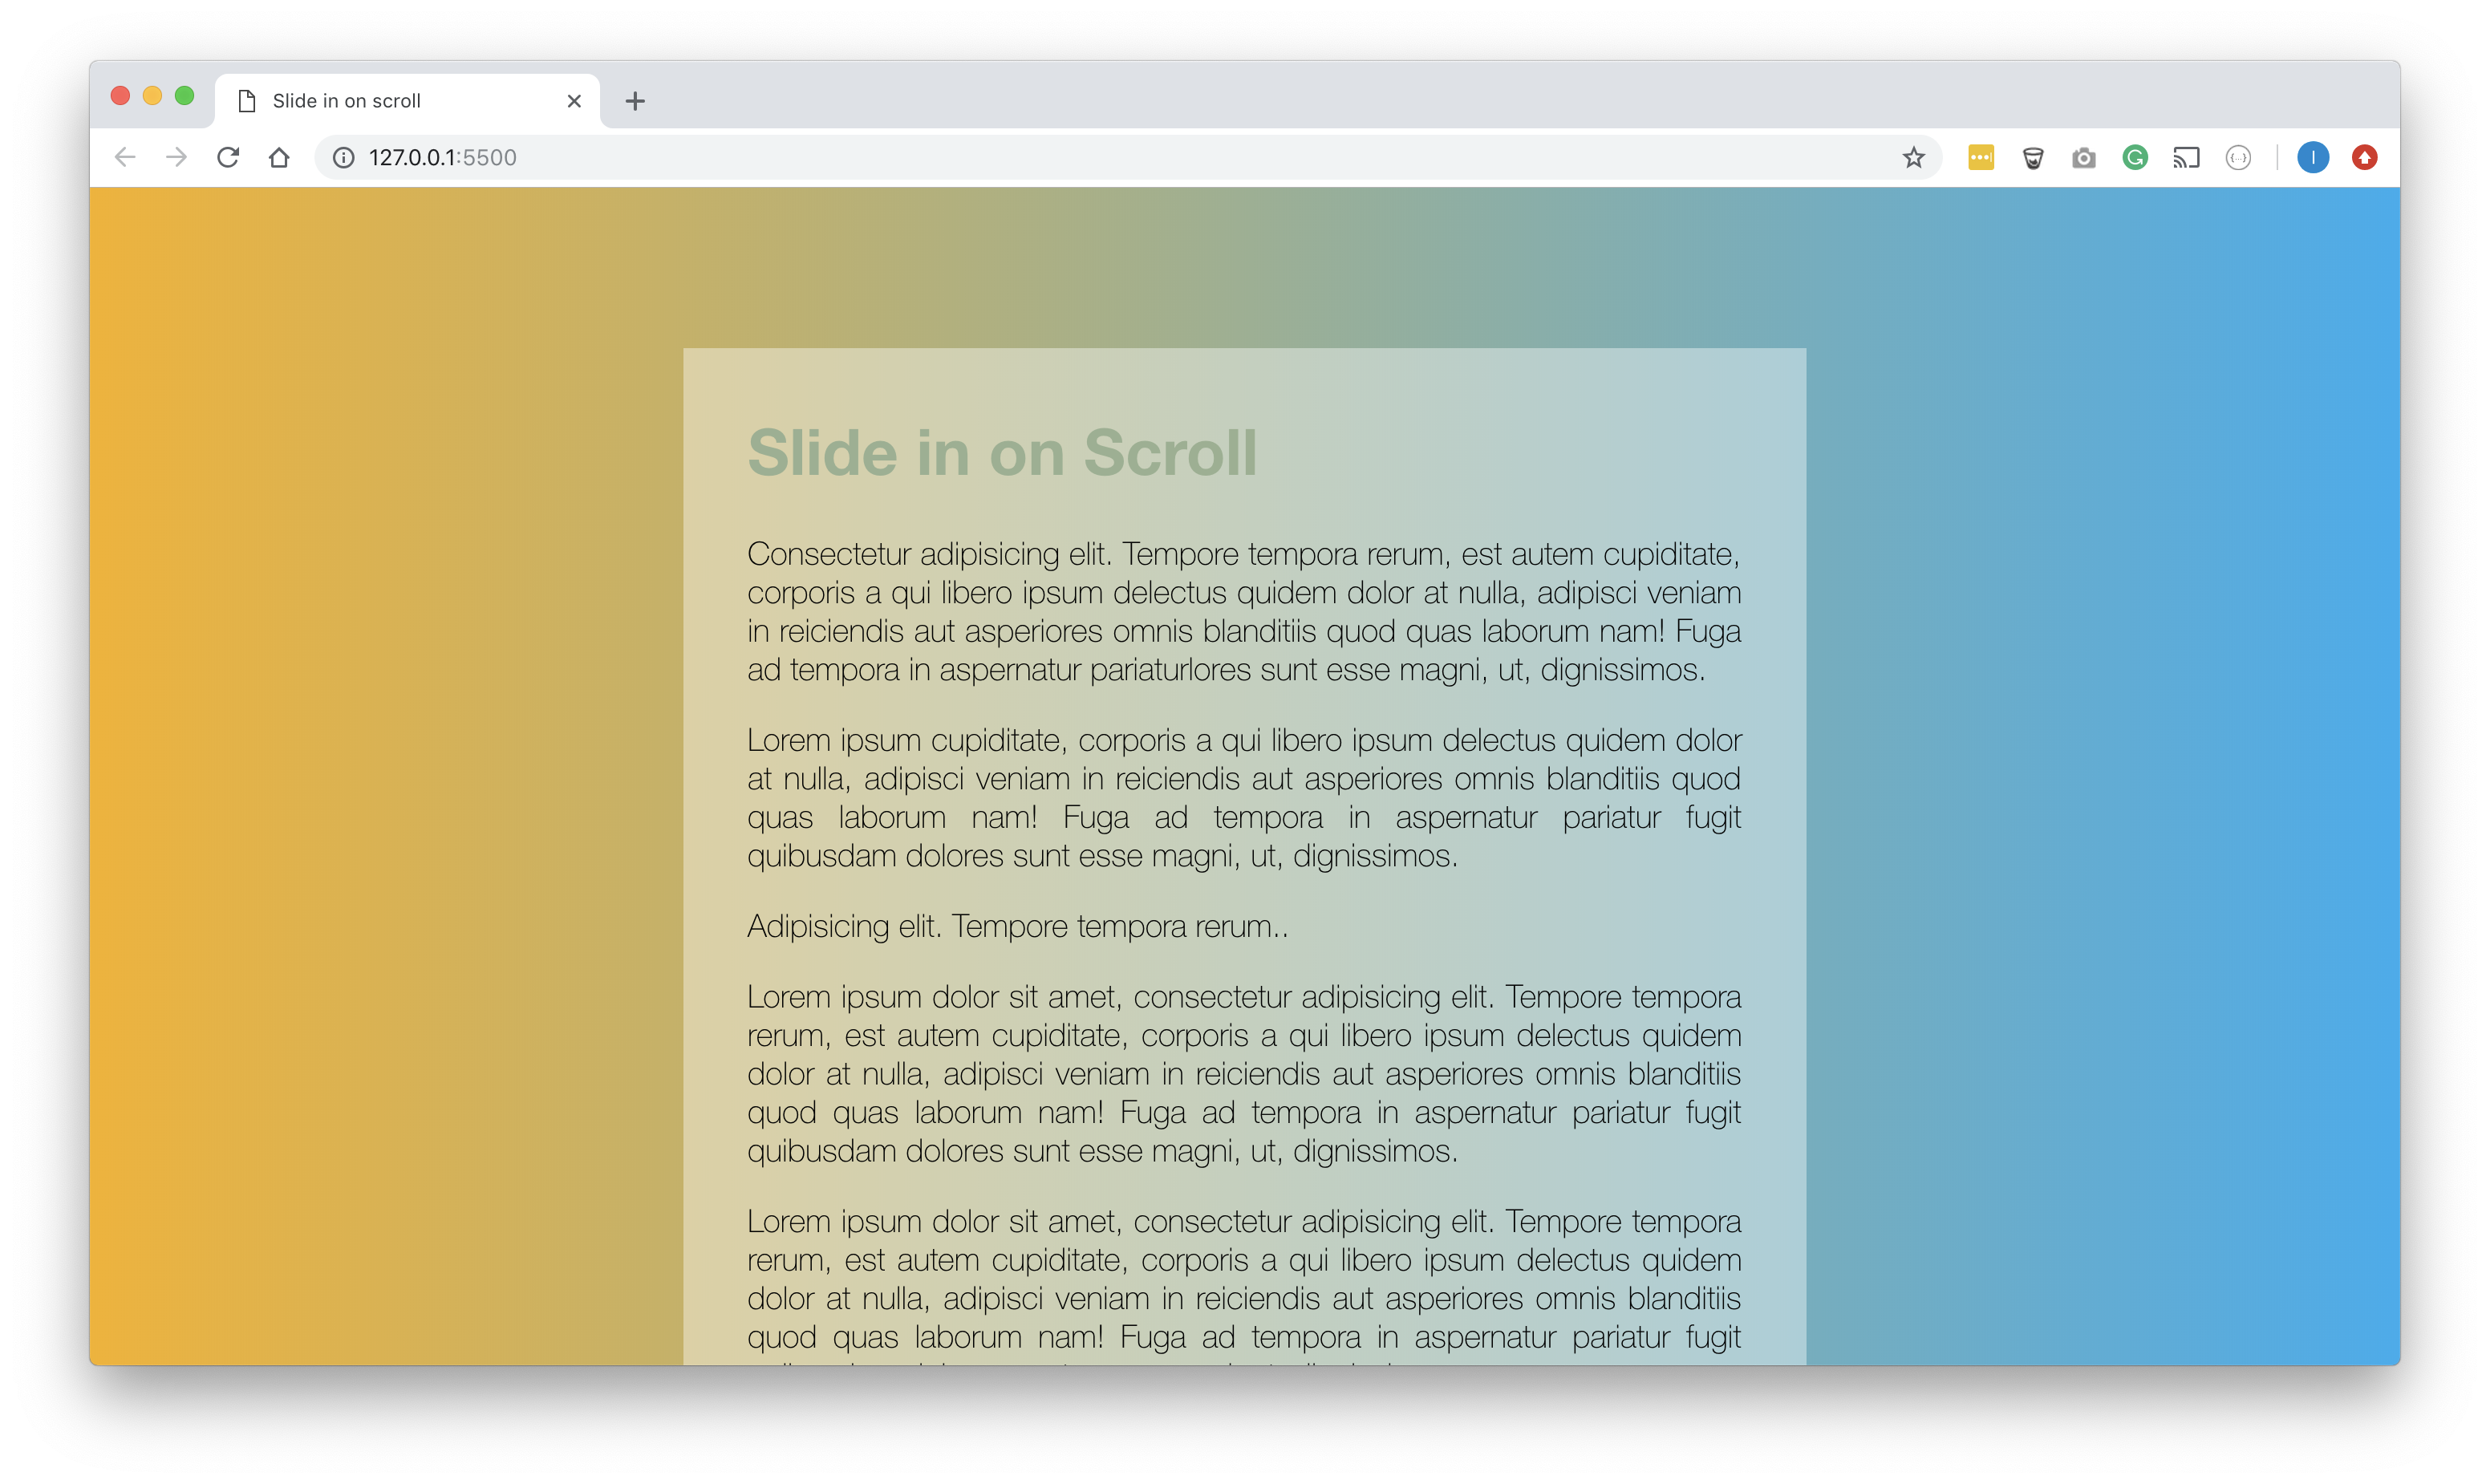 Slide in on scroll
127.0.0.1:5500
Slide in on Scroll
Consectetur adipisicing elit. Tempore tempora rerum, est autem cupiditate,
corporis a qui libero ipsum delectus quidem dolor at nulla, adipisci veniam
in reiciendis aut asperiores omnis blanditiis quod quas laborum nam! Fuga
ad tempora in aspernatur pariaturlores sunt esse magni, ut, dignissimos.
Lorem ipsum cupiditate, corporis a qui libero ipsum delectus quidem dolor
at nulla, adipisci veniam in reiciendis aut asperiores omnis blanditiis quod
quas laborum nam! Fuga ad tempora in aspernatur pariatur fugit
quibusdam dolores sunt esse magni, ut, dignissimos.
Adipisicing elit. Tempore tempora rerum..
Lorem ipsum dolor sit amet, consectetur adipisicing elit. Tempore tempora
rerum, est autem cupiditate, corporis a qui libero ipsum delectus quidem
dolor at nulla, adipisci veniam in reiciendis aut asperiores omnis blanditiis
quod quas laborum nam! Fuga ad tempora in aspernatur pariatur fugit
quibusdam dolores sunt esse magni, ut, dignissimos.
Lorem ipsum dolor sit amet, consectetur adipisicing elit. Tempore tempora
rerum, est autem cupiditate, corporis a qui libero ipsum delectus quidem
dolor at nulla, adipisci veniam in reiciendis aut asperiores omnis blanditiis
quod quas laborum nam! Fuga ad tempora in aspernatur pariatur fugit